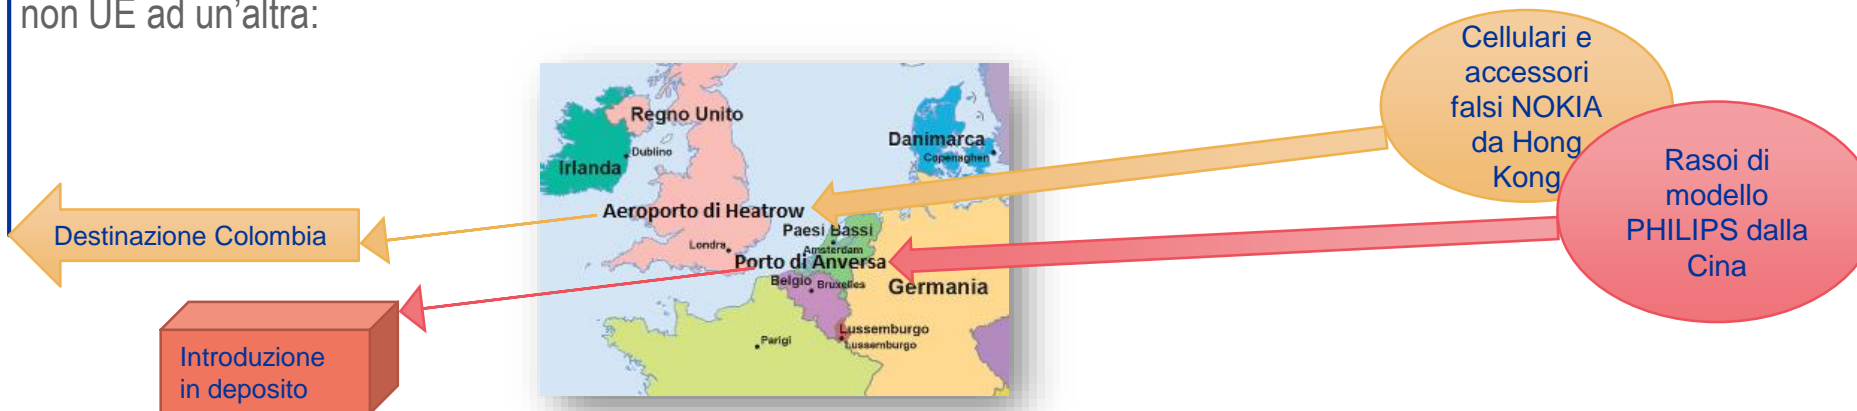 non UE ad un'altra:
Cellulari e
accessori
falsi NOKIA
da Hong
Kong
Rasoi di
modello
PHILIPS dalla
Cina
Regno Unito
Dublino
Irlanda
Danimarca
Copenaghen
Aeroporto di Heatrow
Paesi Bassi
Amsterdam
Londra
Porto di Anversa
Belgio
Bruxelles
Germania
Lussemburgo
Lussemburgo
Parigi
Destinazione Colombia
Introduzione
in deposito